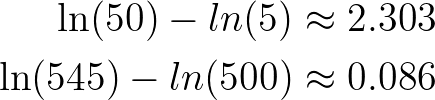 ln(50) − ln(5) ≈ 2.303
ln(545) − ln(500) ≈ 0.086